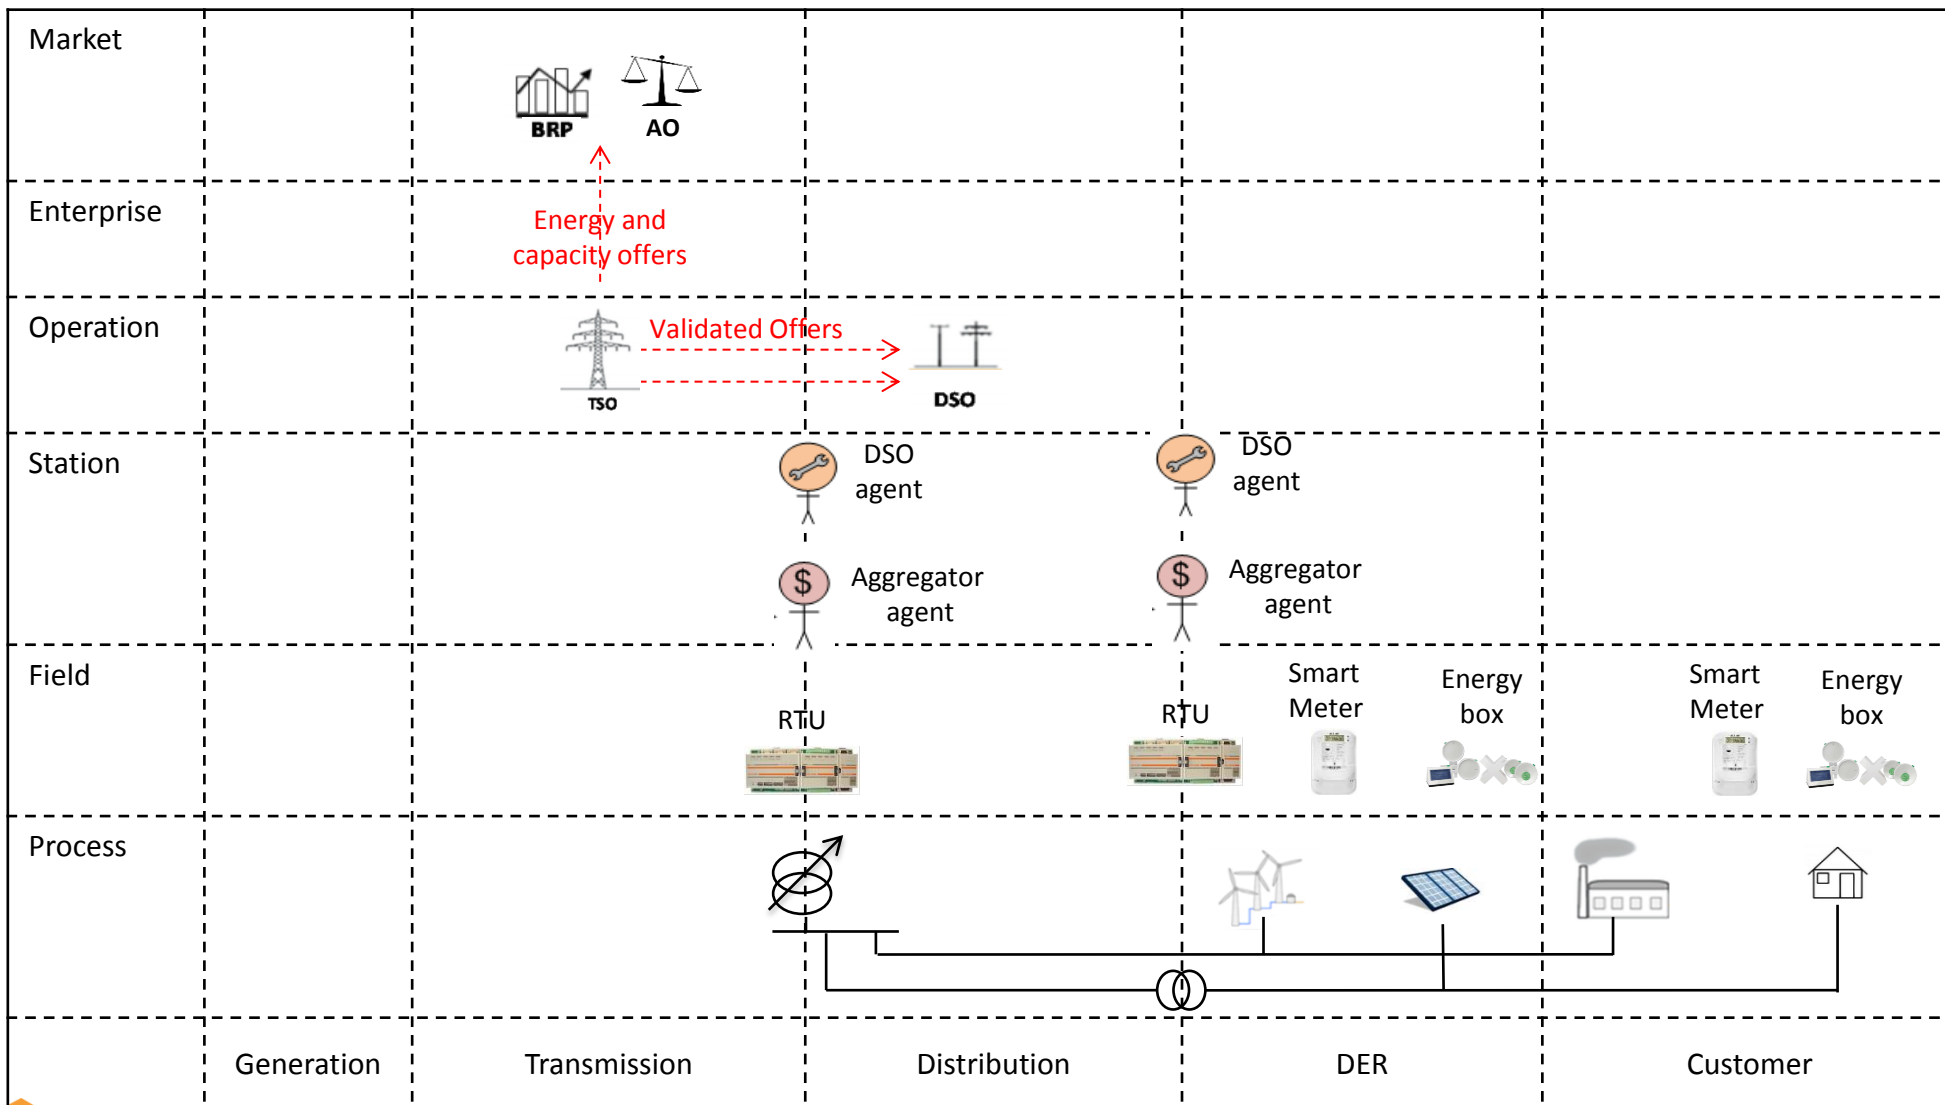 Market
BRP
AO
Enterprise
Energy and
capacity offers
Operation
Validated Offers
TSO
DSO
Station
DSO
agent
DSO
agent
$
Aggregator
agent
$
Aggregator
agent
Field
RTU
RTU
Smart
Meter
Energy
box
Smart
Meter
Energy
box
Process
Generation
Transmission
Distribution
DER
Customer